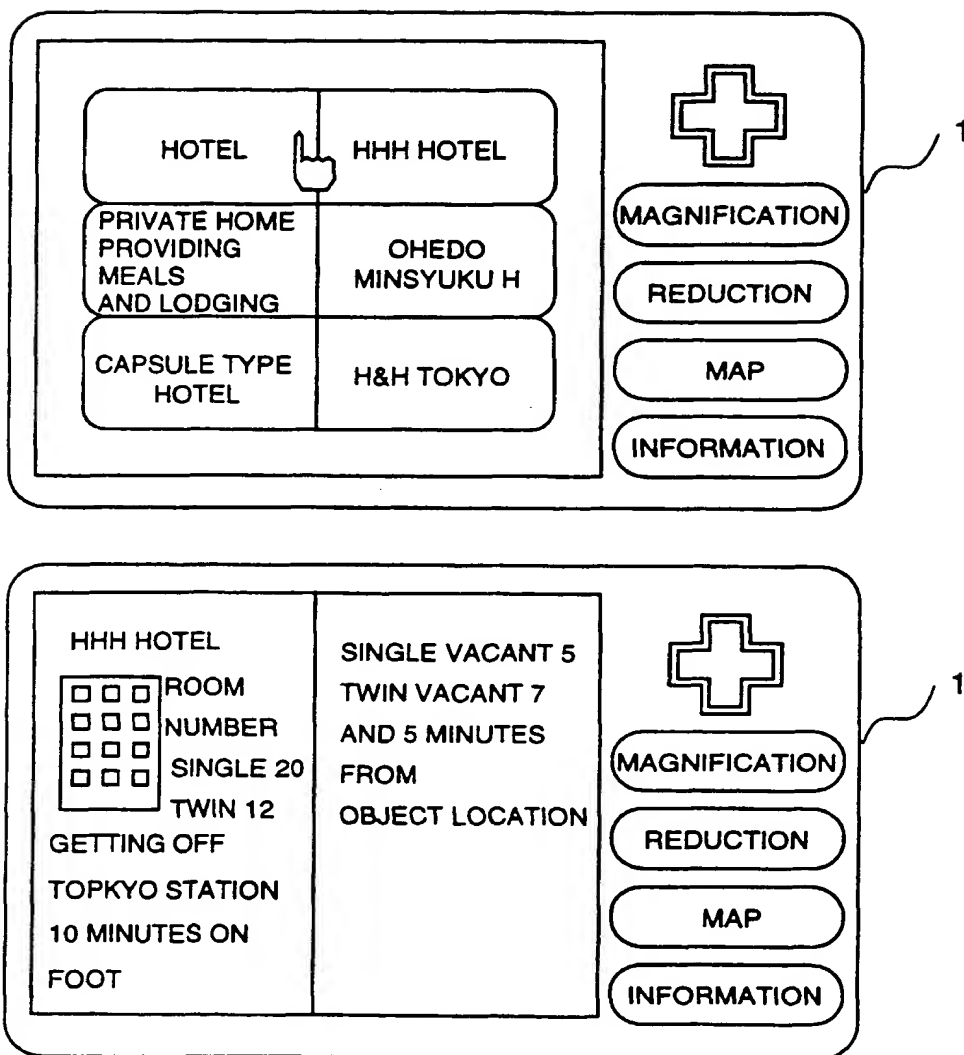 HOTEL
HHH HOTEL
PRIVATE HOME
PROVIDING
MEALS
AND LODGING
OHEDO
MINSYUKU H
CAPSULE TYPE
HOTEL
H&H TOKYO
MAGNIFICATION
REDUCTION
MAP
INFORMATION
1
HHH HOTEL
ROOM
NUMBER
SINGLE 20
TWIN 12
GETTING OFF
TOPKYO STATION
10 MINUTES ON
FOOT
SINGLE VACANT 5
TWIN VACANT 7
AND 5 MINUTES
FROM
OBJECT LOCATION
MAGNIFICATION
REDUCTION
MAP
INFORMATION
1